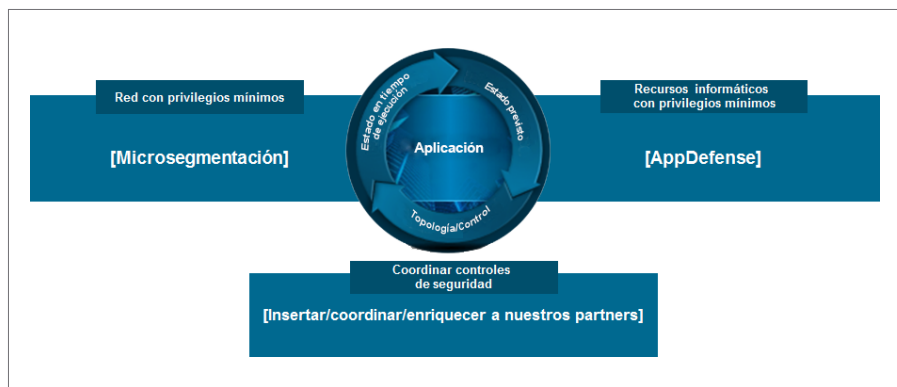 Red con privilegios mínimos
[Microsegmentación]
Estado en tiempo
de ejecución
Estado previsto
Aplicación
Topología/Control
Recursos informáticos
con privilegios mínimos
[AppDefense]
Coordinar controles
de seguridad
[Insertar/coordinar/enriquecer a nuestros partners]